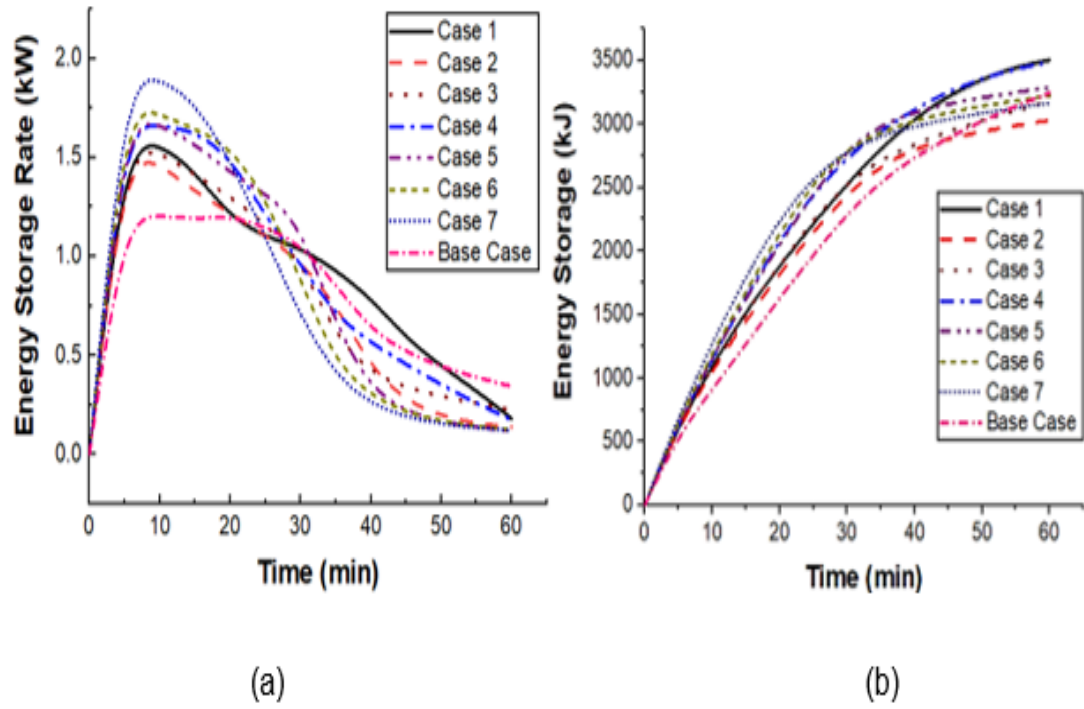 Energy Storage Rate (kW)
2.0
1.5
1.0
0.5
0.0
0 10 20 30 40 50 60
Time (min)
Case 1
Case 2
Case 3
Case 4
Case 5
Case 6
Case 7
Base Case
(a)
Energy Storage (kJ)
3500
3000
2500
2000
1500
1000
500
0
0 10 20 30 40 50 60
Time (min)
Case 1
Case 2
Case 3
Case 4
Case 5
Case 6
Case 7
Base Case
(b)